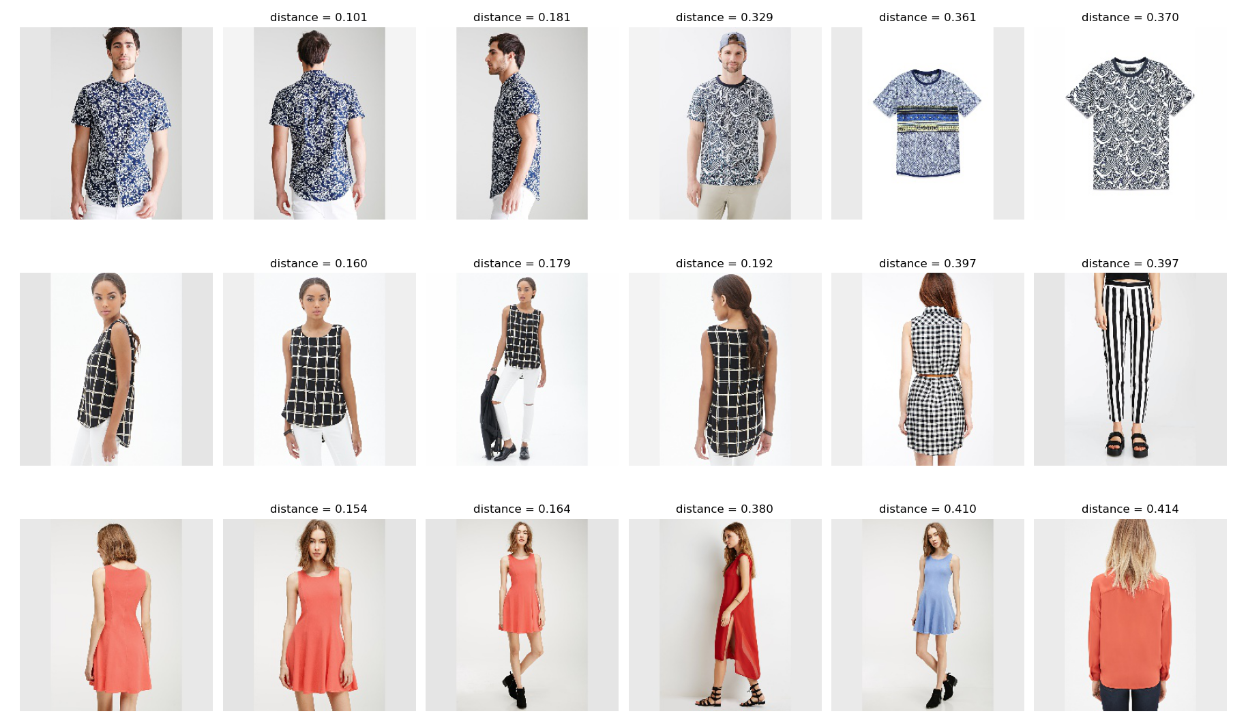 distance = 0.101
distance = 0.181
distance = 0.329
distance = 0.361
distance = 0.370
distance = 0.160
distance = 0.179
distance = 0.192
distance = 0.397
distance = 0.397
distance = 0.154
distance = 0.164
distance = 0.380
distance = 0.410
distance = 0.414